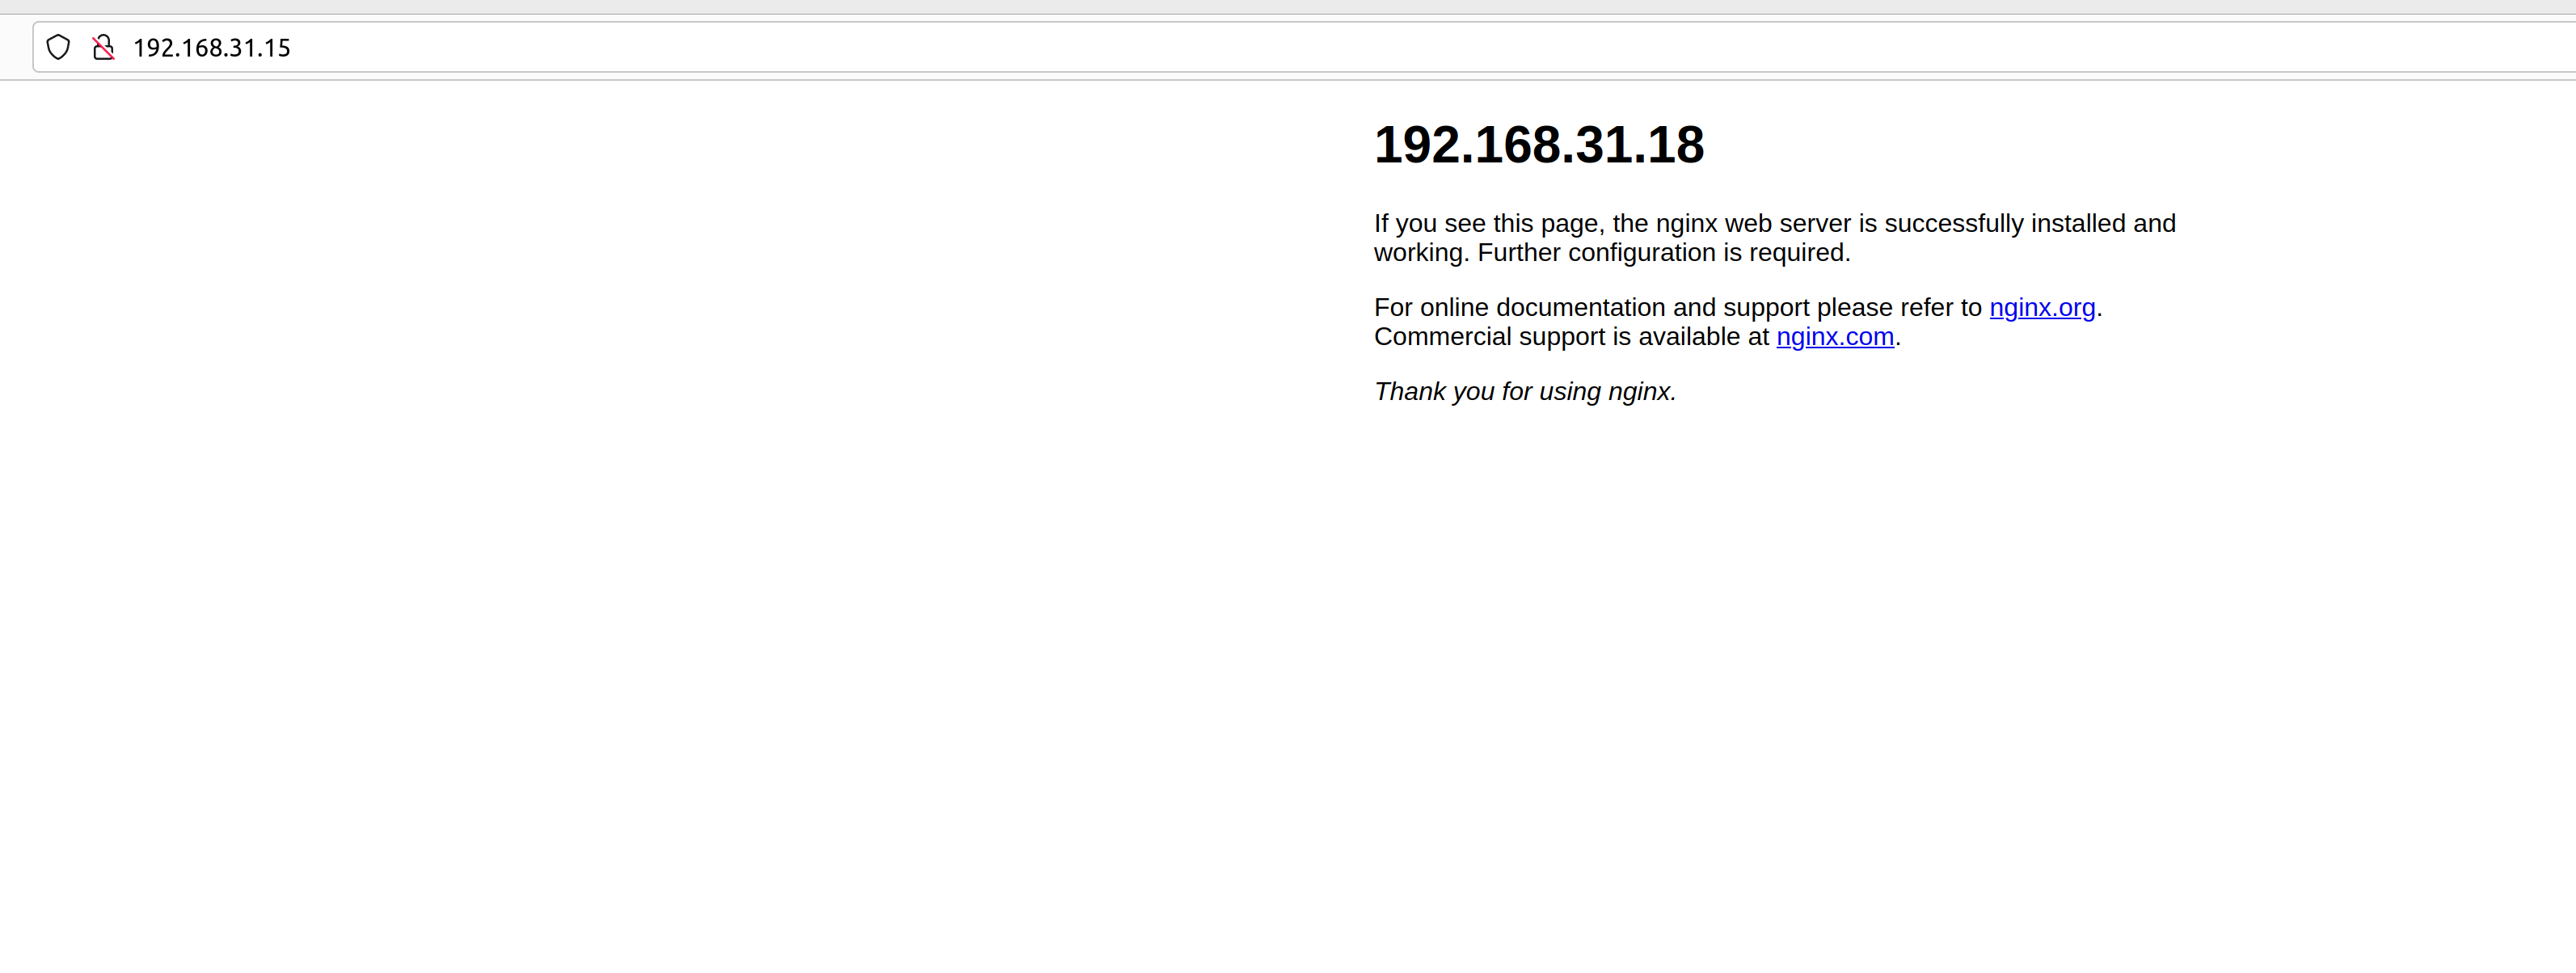 192.168.31.15
192.168.31.18
If you see this page, the nginx web server is successfully installed and
working. Further configuration is required.
For online documentation and support please refer to nginx.org.
Commercial support is available at nginx.com.
Thank you for using nginx.